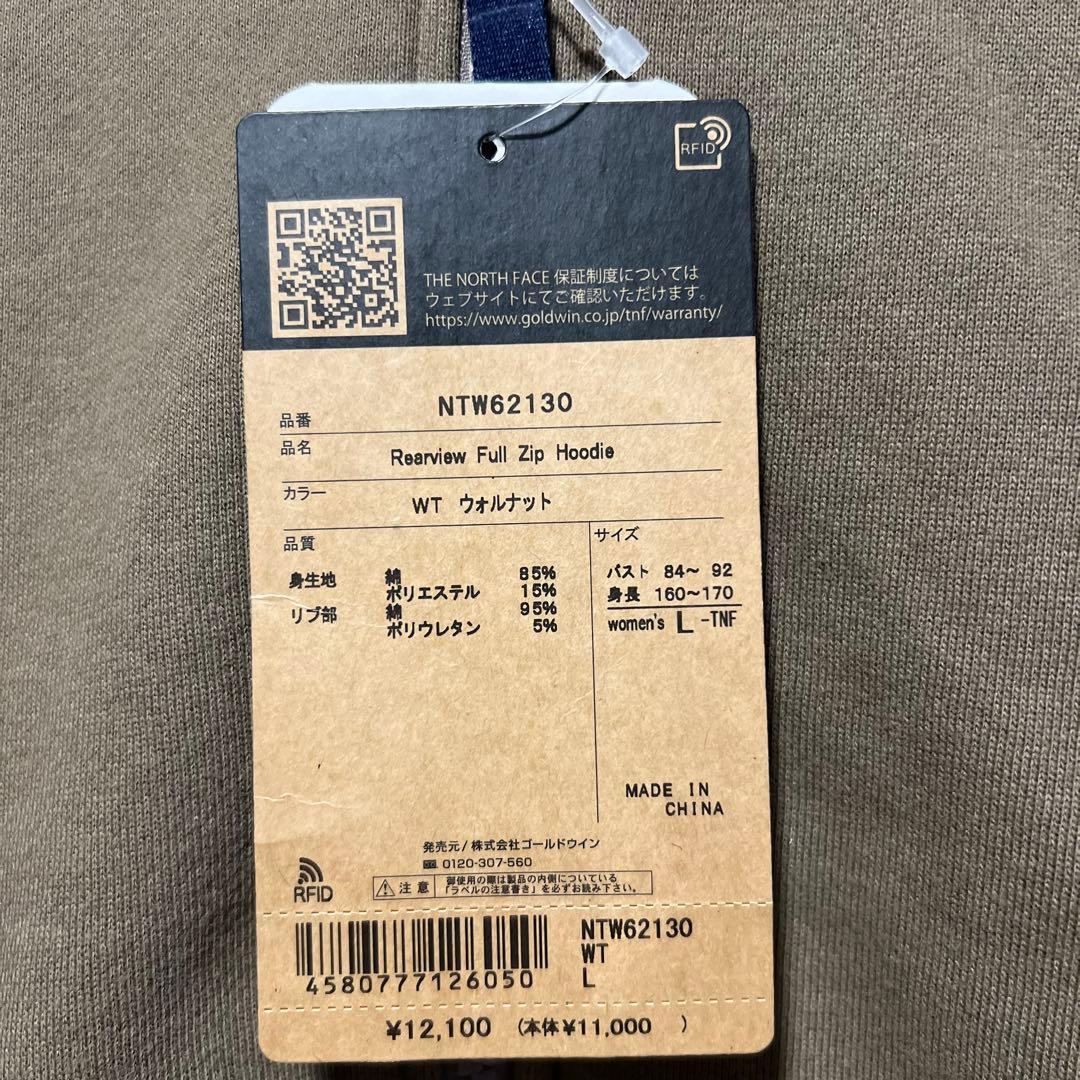 RFID
THE NORTH FACE 保証制度については
ウェブサイトにてご確認いただけます。
https://www.goldwin.co.jp/tnf/warranty/
品番 NTW62130
品名 Rearview Full Zip Hoodie
カラー WT ウォルナット
品質
身生地 綿 85%
ポリエステル 15%
リブ部 綿 95%
ポリウレタン 5%
サイズ
バスト 84〜 92
身長 160〜170
women's L -TNF
MADE IN
CHINA
発売元/株式会社ゴールドウイン
0120-307-560
RFID
注意 御使用の際は製品の内側についている
「ラベルの注意書き」を必ずお読み下さい。
4580777126050
NTW62130
WT
L
¥12,100 (本体¥11,000 )